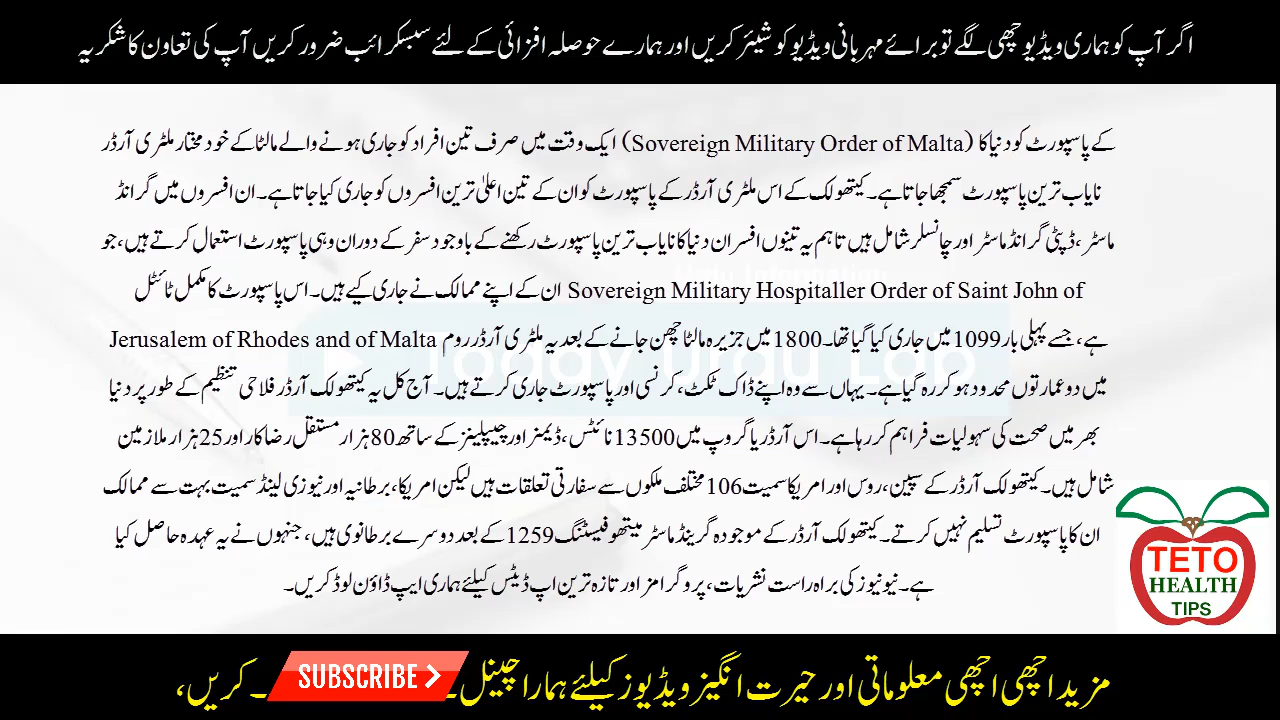 اگر آپ کو ہماری ویڈیو چھی لگے تو برائے مہربانی ویڈیو کو شیئر کریں اور ہمارے حوصلہ افزائی کے لئے سبسکرائب ضرور کریں آپ کی تعاون کا شکریہ
کے پاسپورٹ کو دنیا کا (Sovereign Military Order of Malta) ایک وقت میں صرف تین افراد کو جاری ہونے والے مالٹا کے خود مختار ملٹری آرڈر
نایاب ترین پاسپورٹ سمجھا جاتا ہے۔ کیتھولک کے اس ملٹری آرڈر کے پاسپورٹ کو ان کے تین اعلیٰ ترین افسروں کو جاری کیا جاتا ہے۔ ان افسروں میں گرانڈ
ماسٹر، ڈپٹی گرانڈ ماسٹر اور چانسلر شامل ہیں تاہم یہ تینوں افسران دنیا کا نایاب ترین پاسپورٹ رکھنے کے باوجود سفر کے دوران وہی پاسپورٹ استعمال کرتے ہیں، جو
Sovereign Military Hospitaller Order of Saint John of ان کے اپنے ممالک نے جاری کیے ہیں۔ اس پاسپورٹ کا مکمل ٹائٹل
ہے، جسے پہلی بار 1099 میں جاری کیا گیا تھا۔ 1800 میں جزیرہ مالٹا چھن جانے کے بعد یہ ملٹری آرڈر روم Jerusalem of Rhodes and of Malta
میں دو عمارتوں محدود ہو کر رہ گیا ہے۔ یہاں سے وہ اپنے ڈاک ٹکٹ، کرنسی اور پاسپورٹ جاری کرتے ہیں۔ آج کل یہ کیتھولک آرڈر فلاحی تنظیم کے طور پر دنیا
بھر میں صحت کی سہولیات فراہم کر رہا ہے۔ اس آرڈر یا گروپ میں 13500 نائٹس، ڈیمنز اور چیپلینز کے ساتھ 80 ہزار مستقل رضاکار اور 25 ہزار ملازمین
شامل ہیں۔ کیتھولک آرڈر کے سپین، روس اور امریکا سمیت 106 مختلف ملکوں سے سفارتی تعلقات ہیں لیکن امریکا، برطانیہ اور نیوزی لینڈ سمیت بہت سے ممالک
ان کا پاسپورٹ تسلیم نہیں کرتے۔ کیتھولک آرڈر کے موجودہ گرینڈ ماسٹر میتھو فیسٹنگ 1259 کے بعد دوسرے برطانوی ہیں، جنہوں نے یہ عہدہ حاصل کیا
ہے۔ نیو نیوز کی براہ راست نشریات، پروگرامز اور تازہ ترین اپ ڈیٹس کیلئے ہماری ایپ ڈاؤن لوڈ کریں۔
Urdu Information
Today Urdu Lab
TETO
HEALTH
TIPS
مزید اچھی اچھی معلوماتی اور حیرت انگیز ویڈیوز کیلئے ہمارا چینل۔ SUBSCRIBE ۔ کریں،